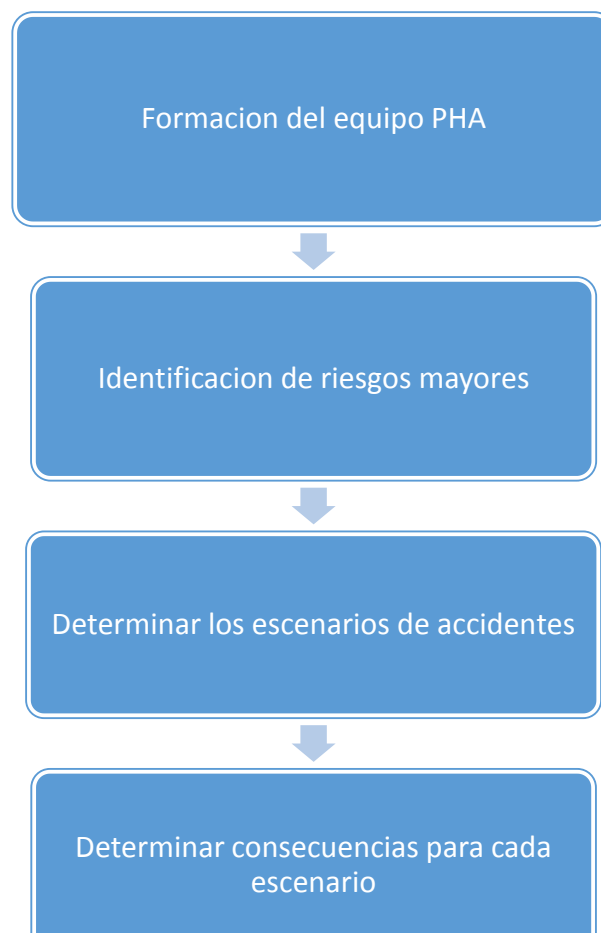 Formacion del equipo PHA
Identificacion de riesgos mayores
Determinar los escenarios de accidentes
Determinar consecuencias para cada
escenario